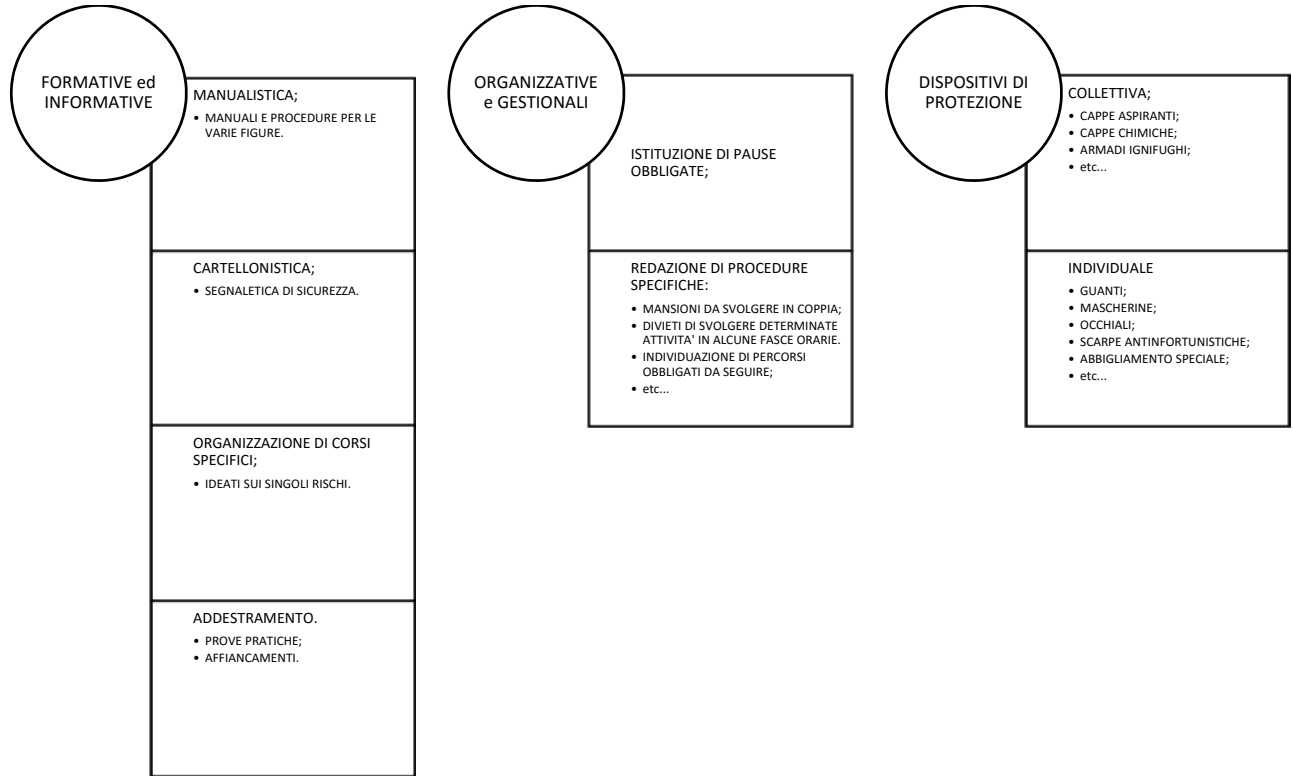 FORMATIVE ed
INFORMATIVE
MANUALISTICA;
• MANUALI E PROCEDURE PER LE
VARIE FIGURE.
CARTELLONISTICA;
• SEGNALETICA DI SICUREZZA.
ORGANIZZAZIONE DI CORSI
SPECIFICI;
• IDEATI SUI SINGOLI RISCHI.
ADDESTRAMENTO.
• PROVE PRATICHE;
• AFFIANCAMENTI.
ORGANIZZATIVE
e GESTIONALI
ISTITUZIONE DI PAUSE
OBBLIGATE;
REDAZIONE DI PROCEDURE
SPECIFICHE:
• MANSIONI DA SVOLGERE IN COPPIA;
• DIVIETI DI SVOLGERE DETERMINATE
ATTIVITA' IN ALCUNE FASCE ORARIE.
• INDIVIDUAZIONE DI PERCORSI
OBBLIGATI DA SEGUIRE;
• etc...
DISPOSITIVI DI
PROTEZIONE
COLLETTIVA;
• CAPPE ASPIRANTI;
• CAPPE CHIMICHE;
• ARMADI IGNIFUGHI;
• etc...
INDIVIDUALE
• GUANTI;
• MASCHERINE;
• OCCHIALI;
• SCARPE ANTINFORTUNISTICHE;
• ABBIGLIAMENTO SPECIALE;
• etc...